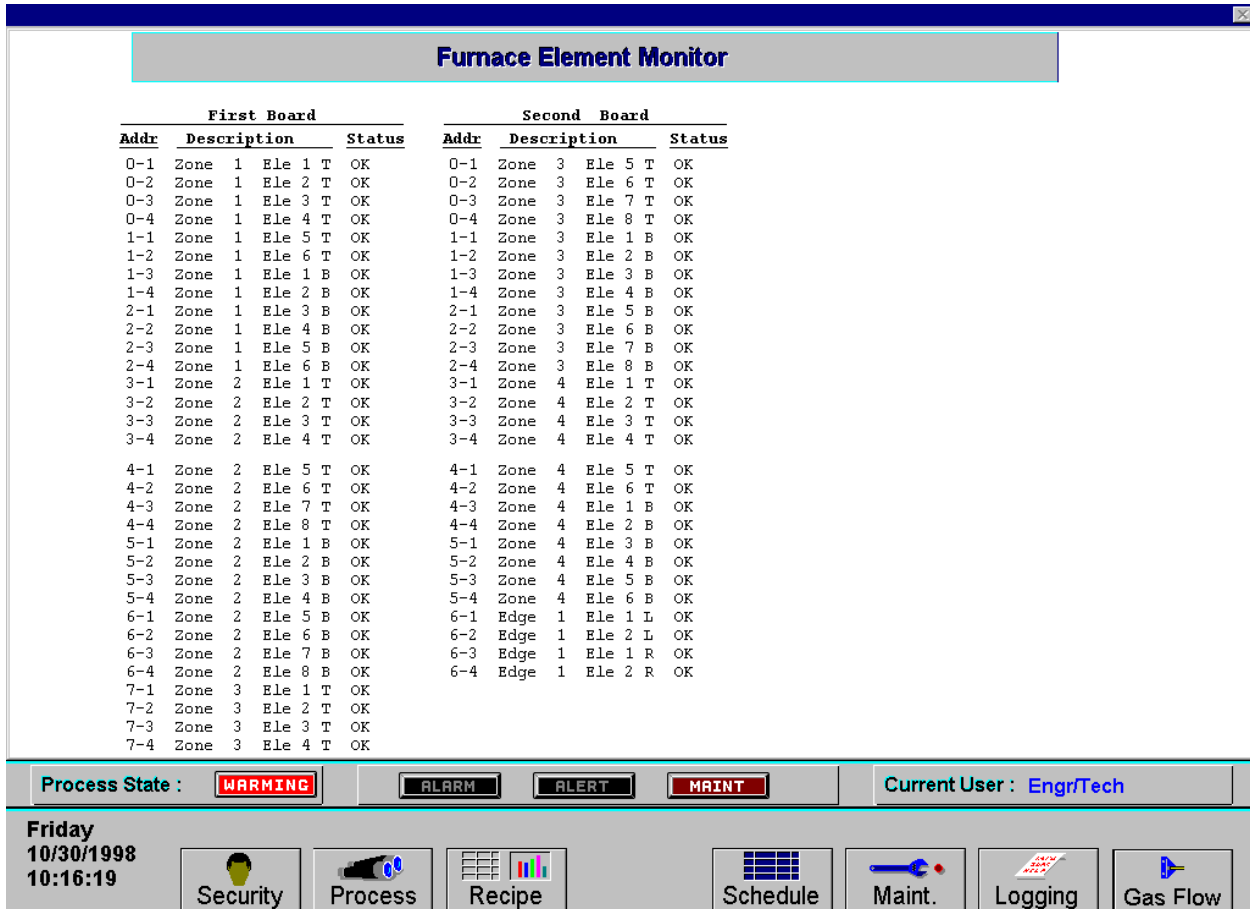 Furnace Element Monitor
First Board Second Board
Addr Description Status Addr Description Status
0-1 Zone 1 Ele 1 T OK 0-1 Zone 3 Ele 5 T OK
0-2 Zone 1 Ele 2 T OK 0-2 Zone 3 Ele 6 T OK
0-3 Zone 1 Ele 3 T OK 0-3 Zone 3 Ele 7 T OK
0-4 Zone 1 Ele 4 T OK 0-4 Zone 3 Ele 8 T OK
1-1 Zone 1 Ele 5 T OK 1-1 Zone 3 Ele 1 B OK
1-2 Zone 1 Ele 6 T OK 1-2 Zone 3 Ele 2 B OK
1-3 Zone 1 Ele 1 B OK 1-3 Zone 3 Ele 3 B OK
1-4 Zone 1 Ele 2 B OK 1-4 Zone 3 Ele 4 B OK
2-1 Zone 1 Ele 3 B OK 2-1 Zone 3 Ele 5 B OK
2-2 Zone 1 Ele 4 B OK 2-2 Zone 3 Ele 6 B OK
2-3 Zone 1 Ele 5 B OK 2-3 Zone 3 Ele 7 B OK
2-4 Zone 1 Ele 6 B OK 2-4 Zone 3 Ele 8 B OK
3-1 Zone 2 Ele 1 T OK 3-1 Zone 4 Ele 1 T OK
3-2 Zone 2 Ele 2 T OK 3-2 Zone 4 Ele 2 T OK
3-3 Zone 2 Ele 3 T OK 3-3 Zone 4 Ele 3 T OK
3-4 Zone 2 Ele 4 T OK 3-4 Zone 4 Ele 4 T OK
4-1 Zone 2 Ele 5 T OK 4-1 Zone 4 Ele 5 T OK
4-2 Zone 2 Ele 6 T OK 4-2 Zone 4 Ele 6 T OK
4-3 Zone 2 Ele 7 T OK 4-3 Zone 4 Ele 1 B OK
4-4 Zone 2 Ele 8 T OK 4-4 Zone 4 Ele 2 B OK
5-1 Zone 2 Ele 1 B OK 5-1 Zone 4 Ele 3 B OK
5-2 Zone 2 Ele 2 B OK 5-2 Zone 4 Ele 4 B OK
5-3 Zone 2 Ele 3 B OK 5-3 Zone 4 Ele 5 B OK
5-4 Zone 2 Ele 4 B OK 5-4 Zone 4 Ele 6 B OK
6-1 Zone 2 Ele 5 B OK 6-1 Edge 1 Ele 1 L OK
6-2 Zone 2 Ele 6 B OK 6-2 Edge 1 Ele 2 L OK
6-3 Zone 2 Ele 7 B OK 6-3 Edge 1 Ele 1 R OK
6-4 Zone 2 Ele 8 B OK 6-4 Edge 1 Ele 2 R OK
7-1 Zone 3 Ele 1 T OK
7-2 Zone 3 Ele 2 T OK
7-3 Zone 3 Ele 3 T OK
7-4 Zone 3 Ele 4 T OK
Process State : WARMING ALARM ALERT MAINT Current User : Engr/Tech
Friday
10/30/1998
10:16:19
Security Process Recipe Schedule Maint. Logging Gas Flow